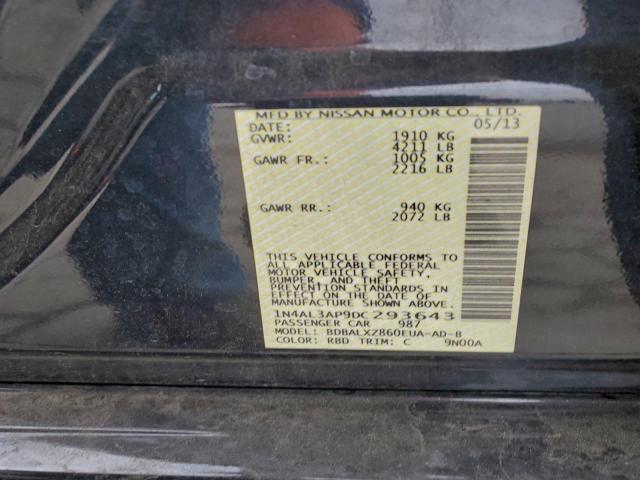 MFD BY NISSAN MOTOR CO., LTD.
DATE: 05/13
GVWR: 1910 KG
4211 LB
GAWR FR.: 1005 KG
2216 LB
GAWR RR.: 940 KG
2072 LB
THIS VEHICLE CONFORMS TO
ALL APPLICABLE FEDERAL
MOTOR VEHICLE SAFETY,
BUMPER, AND THEFT
PREVENTION STANDARDS IN
EFFECT ON THE DATE OF
MANUFACTURE SHOWN ABOVE.
1N4AL3AP9DC293643
PASSENGER CAR 987
MODEL: BDBALXZ860EUA-AD-B
COLOR: RBD TRIM: C 9N00A